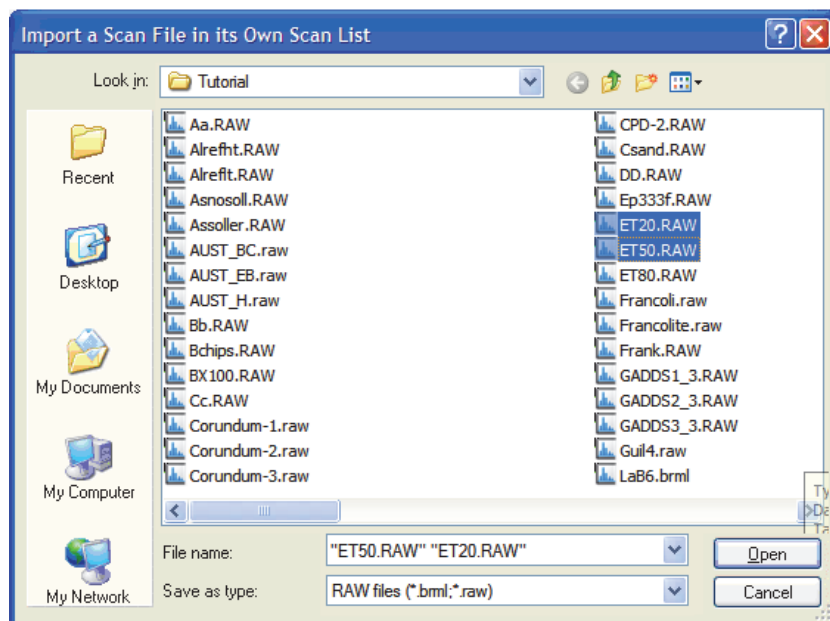 Import a Scan File in its Own Scan List
Look in:
Tutorial
Recent
Desktop
My Documents
My Computer
My Network
Aa.RAW
Alrefht.RAW
Alreflt.RAW
Asnosoll.RAW
Assoller.RAW
AUST_BC.raw
AUST_EB.raw
AUST_H.raw
Bb.RAW
Bchips.RAW
BX100.RAW
Cc.RAW
Corundum-1.raw
Corundum-2.raw
Corundum-3.raw
CPD-2.RAW
Csand.RAW
DD.RAW
Ep333f.RAW
ET20.RAW
ET50.RAW
ET80.RAW
Francoli.raw
Francolite.raw
Frank.RAW
GADDS1_3.RAW
GADDS2_3.RAW
GADDS3_3.RAW
Guil4.raw
LaB6.brml
File name:
"ET50.RAW" "ET20.RAW"
Open
Save as type:
RAW files (*.brml;*.raw)
Cancel